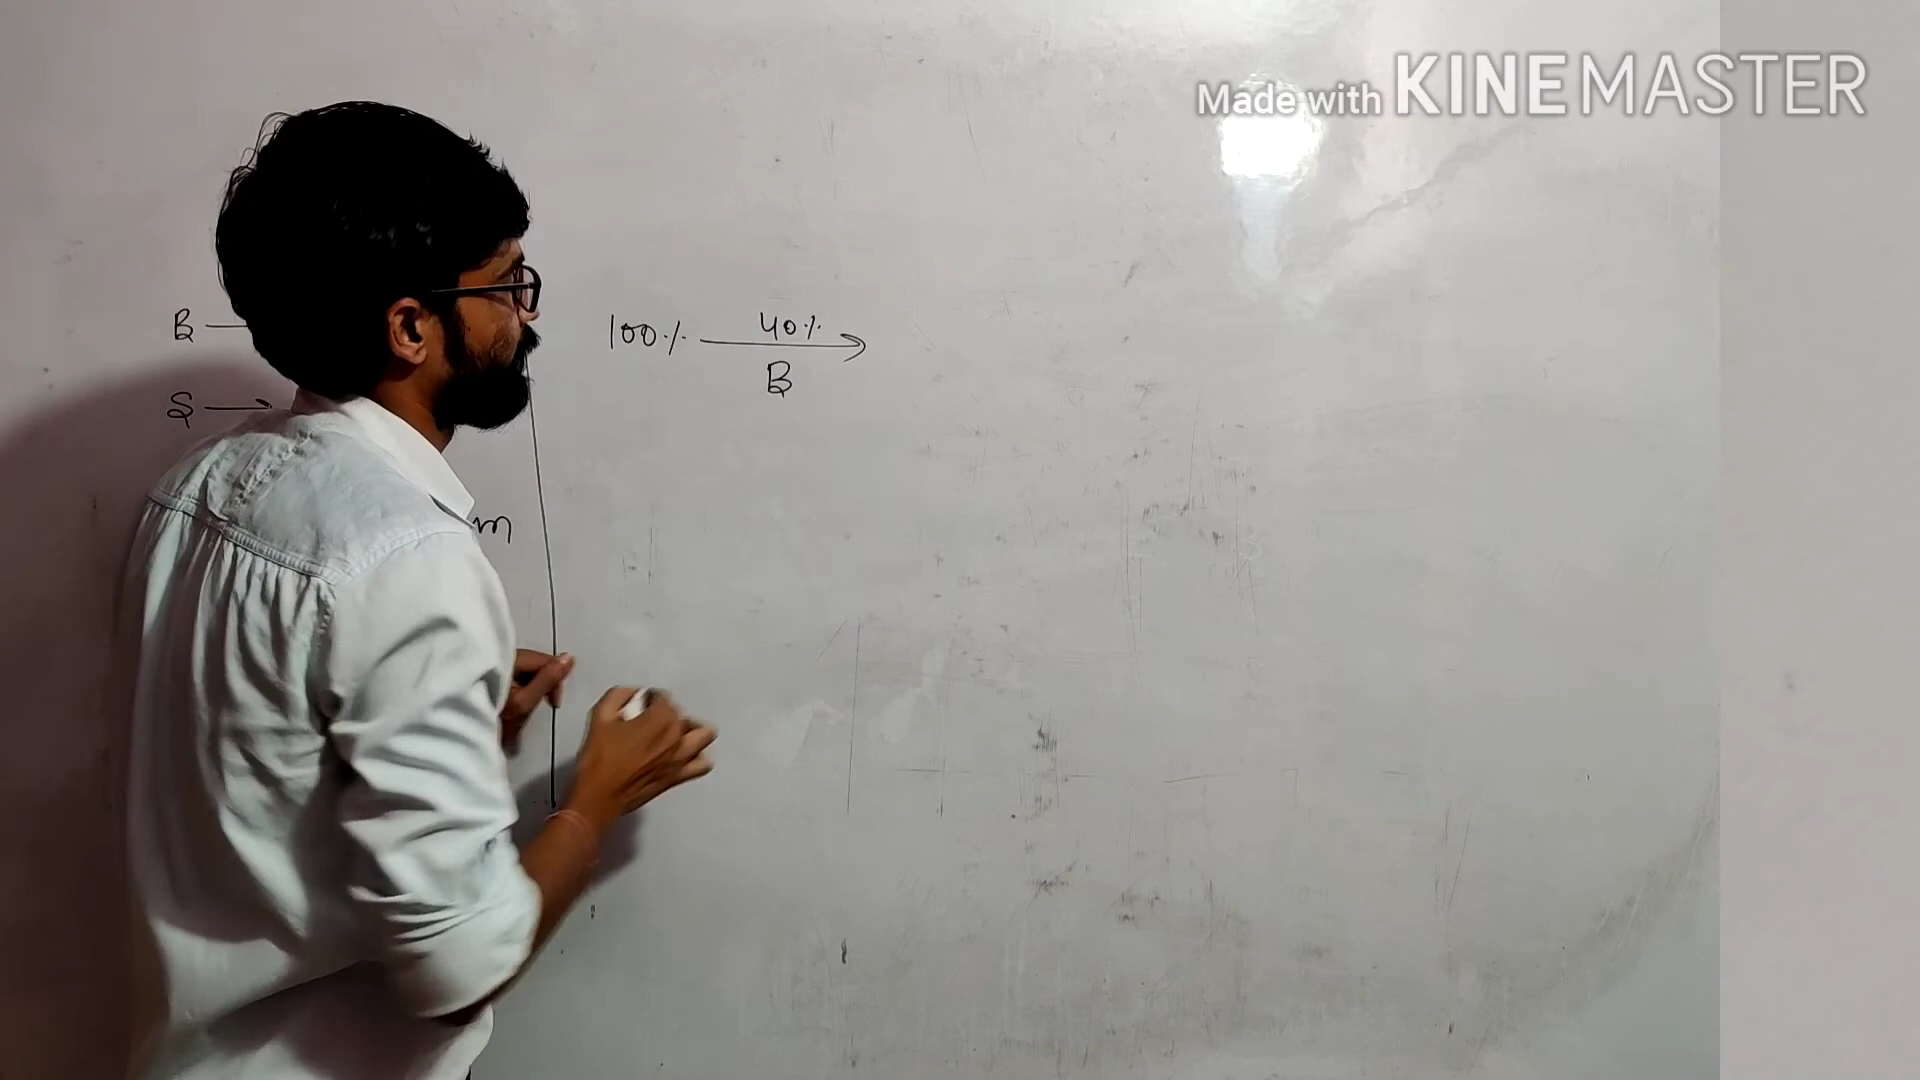 Made with KINEMASTER
B —
S →
m
100% 40% →
B